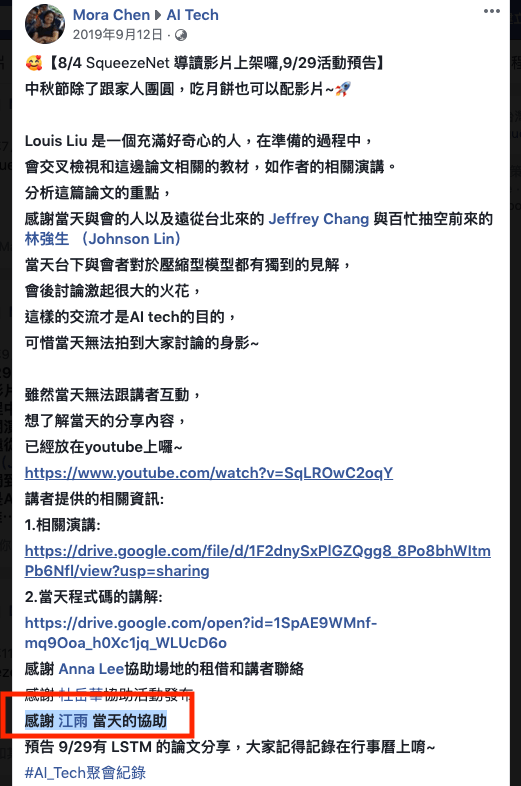 Mora Chen ▸ AI Tech
2019年9月12日 ·
🥰【8/4 SqueezeNet 導讀影片上架囉,9/29活動預告】
中秋節除了跟家人團圓，吃月餅也可以配影片~🚀
Louis Liu 是一個充滿好奇心的人，在準備的過程中，
會交叉檢視和這邊論文相關的教材，如作者的相關演講。
分析這篇論文的重點，
感謝當天與會的人以及遠從台北來的 Jeffrey Chang 與百忙抽空前來的
林強生 （Johnson Lin）
當天台下與會者對於壓縮型模型都有獨到的見解，
會後討論激起很大的火花，
這樣的交流才是AI tech的目的，
可惜當天無法拍到大家討論的身影~
雖然當天無法跟講者互動，
想了解當天的分享內容，
已經放在youtube上囉~
https://www.youtube.com/watch?v=SqLROwC2oqY
講者提供的相關資訊:
1.相關演講:
https://drive.google.com/file/d/1F2dnySxPlGZQgg8_8Po8bhWItm
Pb6Nfl/view?usp=sharing
2.當天程式碼的講解:
https://drive.google.com/open?id=1SpAE9WMnf-
mq9Ooa_h0Xc1jq_WLUcD6o
感謝 Anna Lee協助場地的租借和講者聯絡
感謝 杜岳華協助活動發布
感謝 江雨 當天的協助
預告 9/29有 LSTM 的論文分享，大家記得記錄在行事曆上唷~
#AI_Tech聚會紀錄